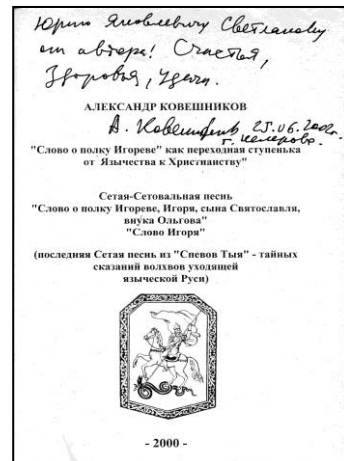 Юрию Яковлевичу Светлакову
от автора! Счастья,
Здоровья, Удачи.
АЛЕКСАНДР КОВЕШНИКОВ
А. Ковешников 25.06.2002г.
г. Кемерово.
"Слово о полку Игореве" как переходная ступенька
от Язычества к Христианству"
Сетая-Сетовальная песнь
"Слово о полку Игореве, Игоря, сына Святославля,
внука Ольгова"
"Слово Игоря"
(последняя Сетая песнь из "Спевов Тыя" - тайных
сказаний волхвов уходящей
языческой Руси)
- 2000 -